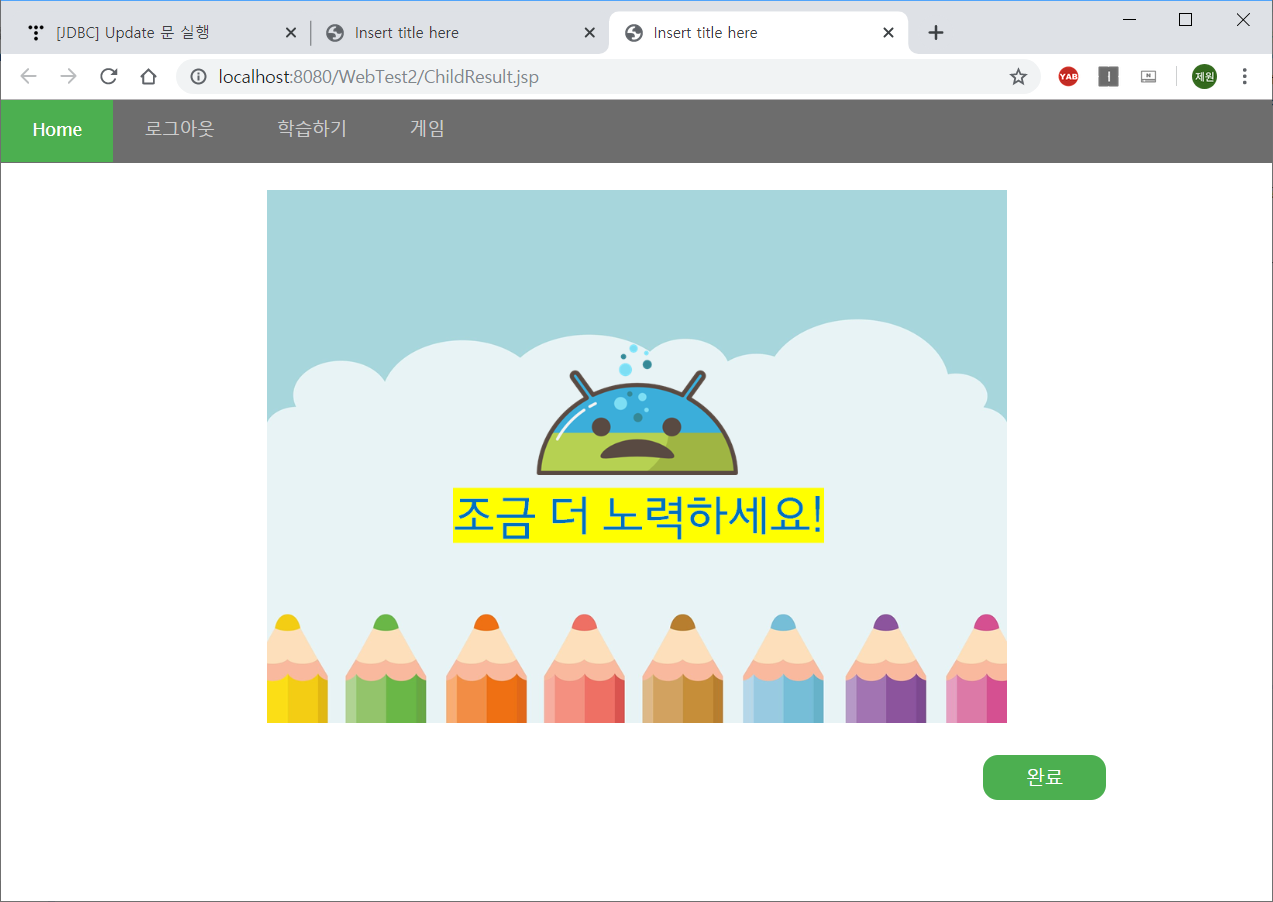 [JDBC] Update 문 실행
Insert title here
Insert title here
localhost:8080/WebTest2/ChildResult.jsp
YAB
제원
Home
로그아웃
학습하기
게임
조금 더 노력하세요!
완료